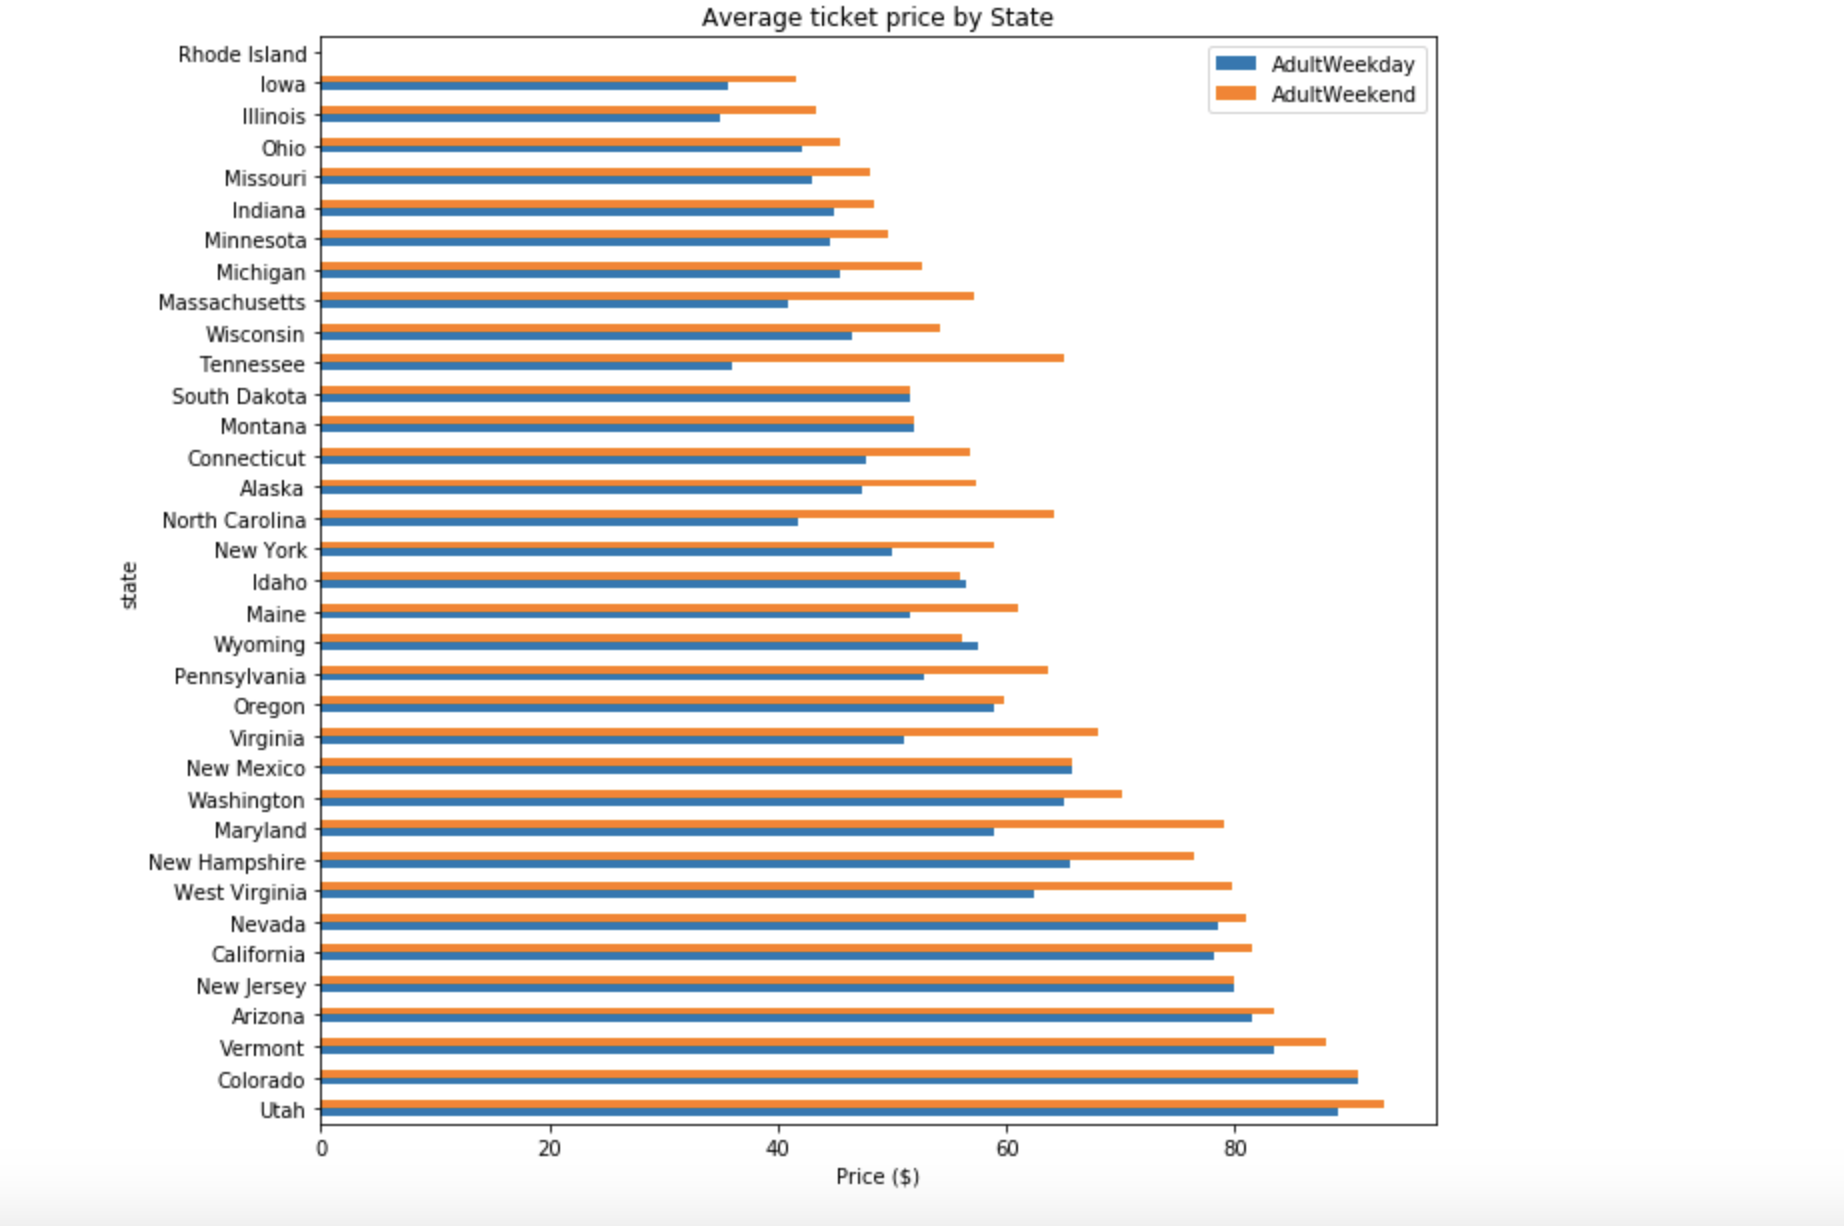 Average ticket price by State
AdultWeekday
AdultWeekend
Rhode Island
Iowa
Illinois
Ohio
Missouri
Indiana
Minnesota
Michigan
Massachusetts
Wisconsin
Tennessee
South Dakota
Montana
Connecticut
Alaska
North Carolina
New York
Idaho
Maine
Wyoming
Pennsylvania
Oregon
Virginia
New Mexico
Washington
Maryland
New Hampshire
West Virginia
Nevada
California
New Jersey
Arizona
Vermont
Colorado
Utah
state
0 20 40 60 80
Price ($)